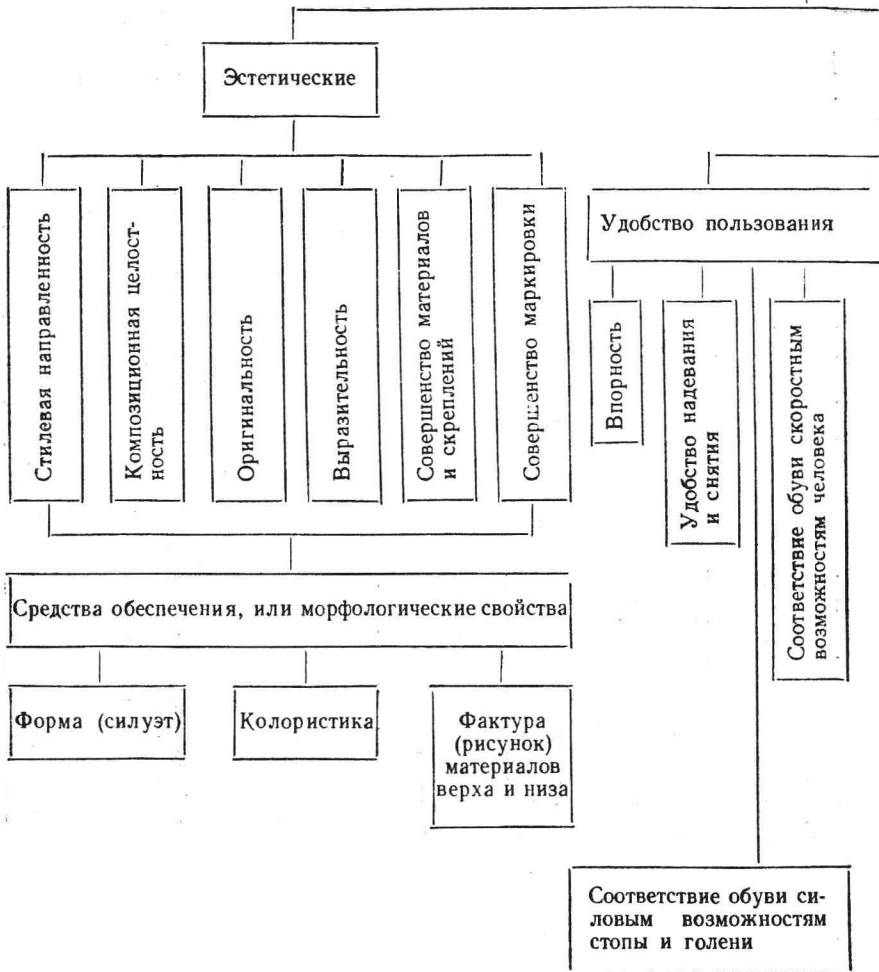 Эстетические
Стилевая направленность
Композиционная целост-
ность
Оригинальность
Выразительность
Совершенство материалов
и скреплений
Совершенство маркировки
Удобство пользования
Впорность
Удобство надевания
и снятия
Соответствие обуви скоростным
возможностям человека
Средства обеспечения, или морфологические свойства
Форма (силуэт)
Колористика
Фактура
(рисунок)
материалов
верха и низа
Соответствие обуви си-
ловым возможностям
стопы и голени